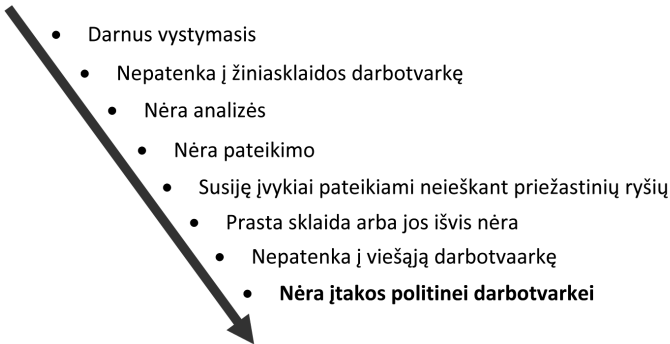 • Darnus vystymasis
• Nepatenka į žiniasklaidos darbotvarkę
• Nėra analizės
• Nėra pateikimo
• Susiję įvykiai pateikiami neieškant priežastinių ryšių
• Prasta sklaida arba jos išvis nėra
• Nepatenka į viešąją darbotvaarkę
• Nėra įtakos politinei darbotvarkei